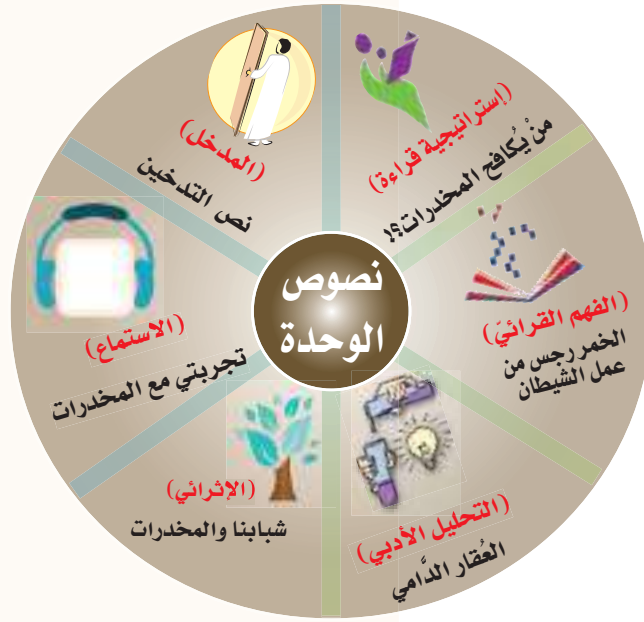 نصوص
الوحدة
(المدخل)
نص التدخين
(إستراتيجية قراءة)
منْ يُكافح المخدرات؟!
(الفهم القرائيّ)
الخمر رجس من
عمل الشيطان
(التحليل الأدبي)
العُقار الدَّامي
(الإثرائي)
شبابنا والمخدرات
(الاستماع)
تجربتي مع المخدرات